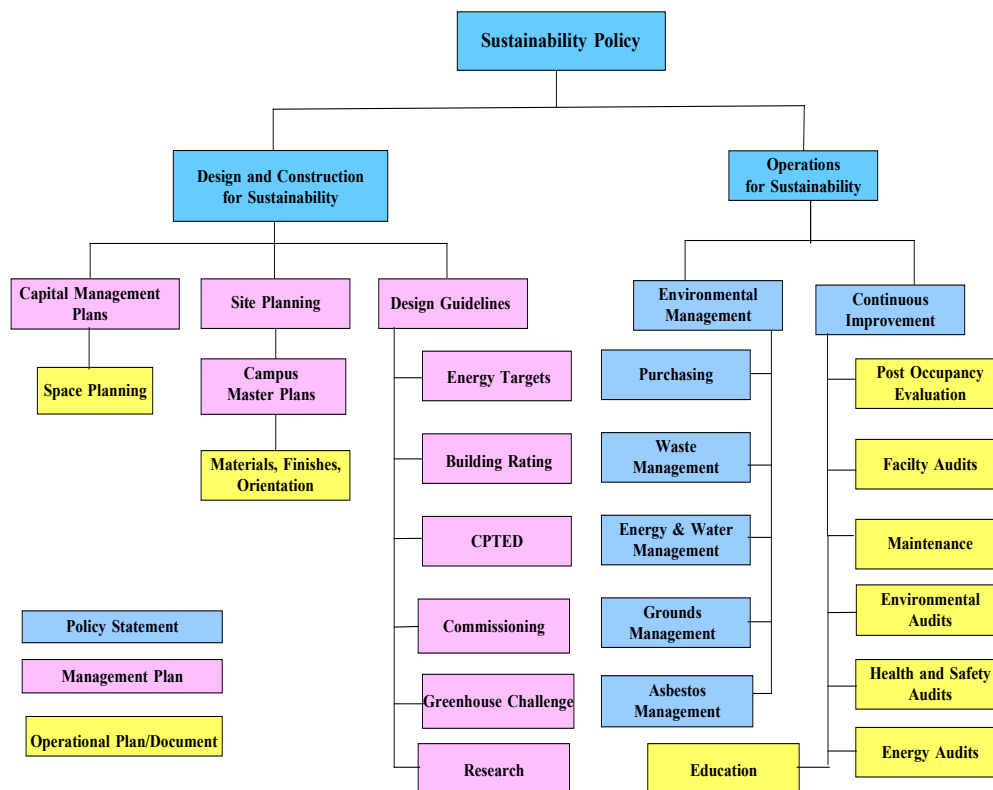 Sustainability Policy
Design and Construction
for Sustainability
Operations
for Sustainability
Capital Management
Plans
Site Planning
Design Guidelines
Environmental
Management
Continuous
Improvement
Space Planning
Campus
Master Plans
Materials, Finishes,
Orientation
Energy Targets
Building Rating
CPTED
Commissioning
Greenhouse Challenge
Research
Purchasing
Waste
Management
Energy & Water
Management
Grounds
Management
Asbestos
Management
Education
Post Occupancy
Evaluation
Facilty Audits
Maintenance
Environmental
Audits
Health and Safety
Audits
Energy Audits
Policy Statement
Management Plan
Operational Plan/Document